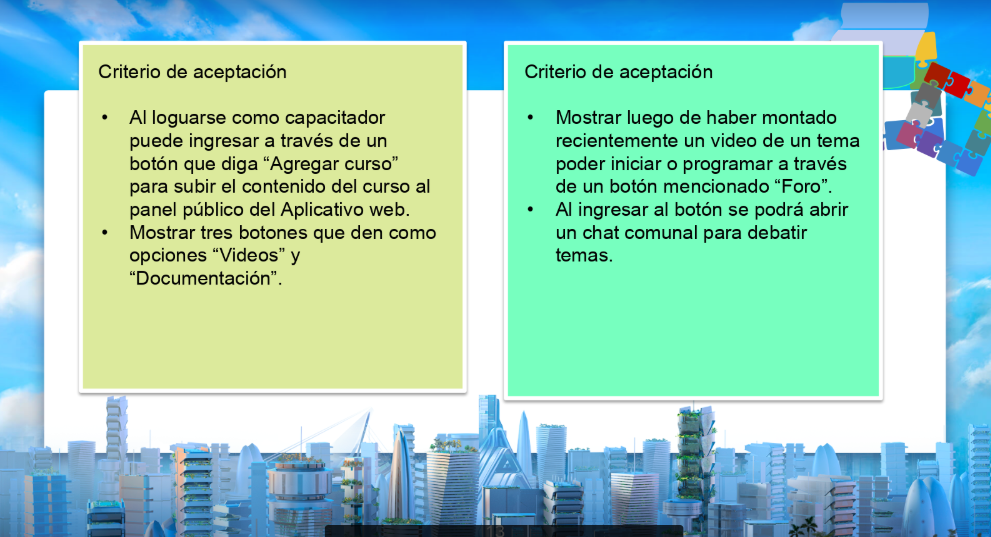 Criterio de aceptación
• Al loguarse como capacitador
puede ingresar a través de un
botón que diga “Agregar curso”
para subir el contenido del curso al
panel público del Aplicativo web.
• Mostrar tres botones que den como
opciones “Videos” y
“Documentación”.
Criterio de aceptación
• Mostrar luego de haber montado
recientemente un video de un tema
poder iniciar o programar a través
de un botón mencionado “Foro”.
• Al ingresar al botón se podrá abrir
un chat comunal para debatir
temas.